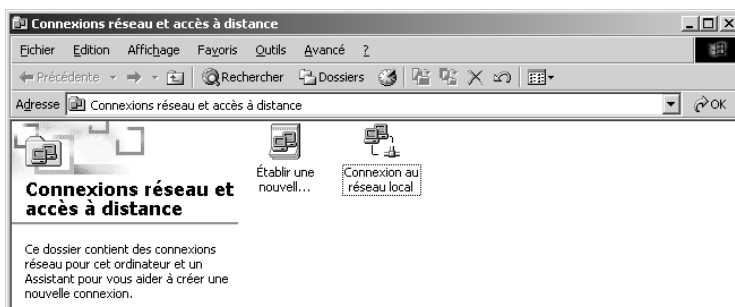 Connexions réseau et accès à distance
Fichier Edition Affichage Favoris Outils Avancé ?
Précédente Rechercher Dossiers
Adresse Connexions réseau et accès à distance OK
Établir une
nouvell...
Connexion au
réseau local
Connexions réseau et
accès à distance
Ce dossier contient des connexions
réseau pour cet ordinateur et un
Assistant pour vous aider à créer une
nouvelle connexion.